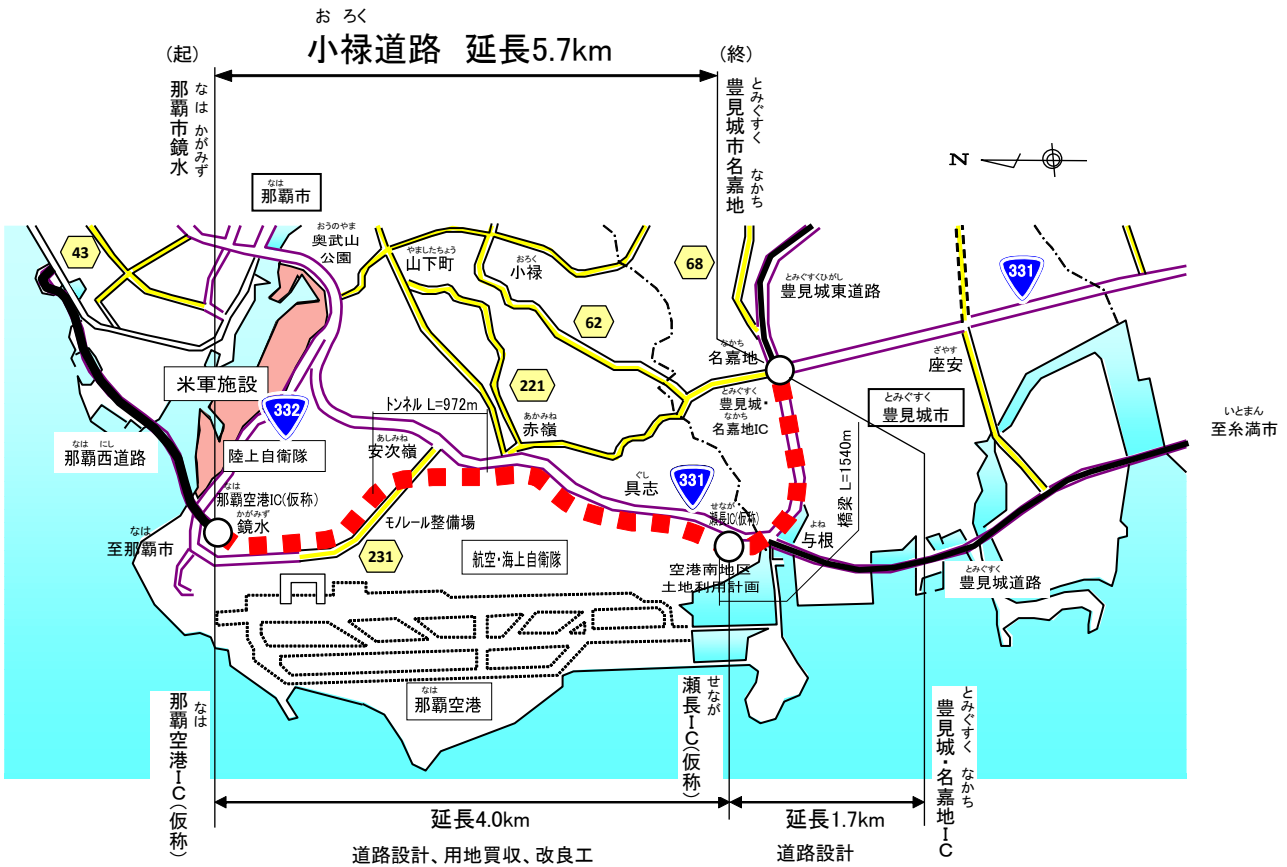 おろく
小禄道路 延長5.7km
(起)
那覇市鏡水
なは かがみず
(終)
豊見城市名嘉地
とみぐすく なかち
N
なは
那覇市
43
おうのやま
奥武山
公園
やましたちょう
山下町
おろく
小禄
68
62
とみぐすくひがし
豊見城東道路
331
221
米軍施設
332
トンネル L=972m
あかみね
赤嶺
なかち
名嘉地
とみぐすく
豊見城・
なかち
名嘉地IC
ざやす
座安
とみぐすく
豊見城市
いとまん
至糸満市
なは にし
那覇西道路
陸上自衛隊
あしみね
安次嶺
ぐし
具志
331
橋梁 L=1540m
なは
那覇空港IC(仮称)
かがみず
鏡水
せなが
瀬長IC(仮称)
なは
至那覇市
モノレール整備場
231
航空・海上自衛隊
よね
与根
空港南地区
土地利用計画
とみぐすく
豊見城道路
なは
那覇空港
那覇空港IC(仮称)
なは
瀬長IC(仮称)
せなが
豊見城・名嘉地IC
とみぐすく なかち
延長4.0km
延長1.7km
道路設計、用地買収、改良工
道路設計